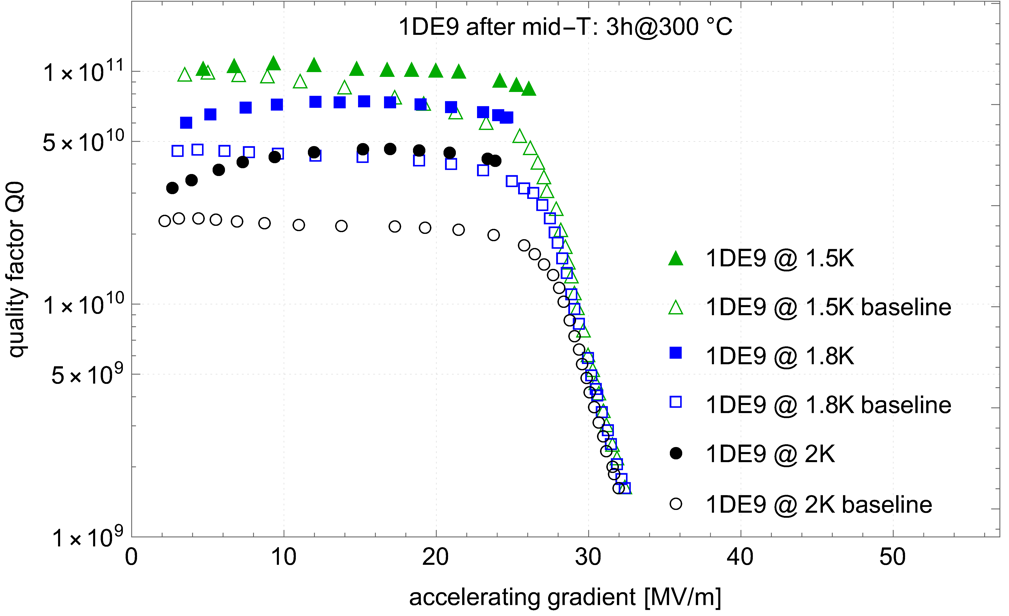 1DE9 after mid−T: 3h@300 °C
1 × 10¹¹
5 × 10¹⁰
1 × 10¹⁰
5 × 10⁹
1 × 10⁹
quality factor Q0
1DE9 @ 1.5K
1DE9 @ 1.5K baseline
1DE9 @ 1.8K
1DE9 @ 1.8K baseline
1DE9 @ 2K
1DE9 @ 2K baseline
0 10 20 30 40 50
accelerating gradient [MV/m]